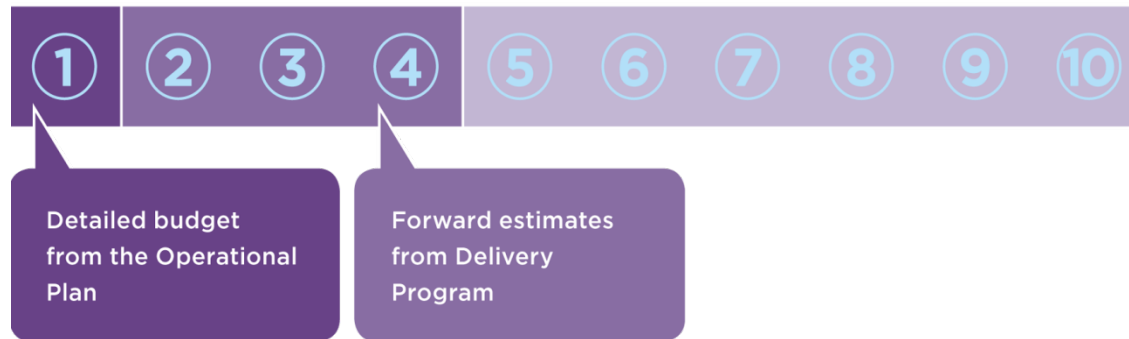 1 2 3 4 5 6 7 8 9 10
Detailed budget
from the Operational
Plan
Forward estimates
from Delivery
Program